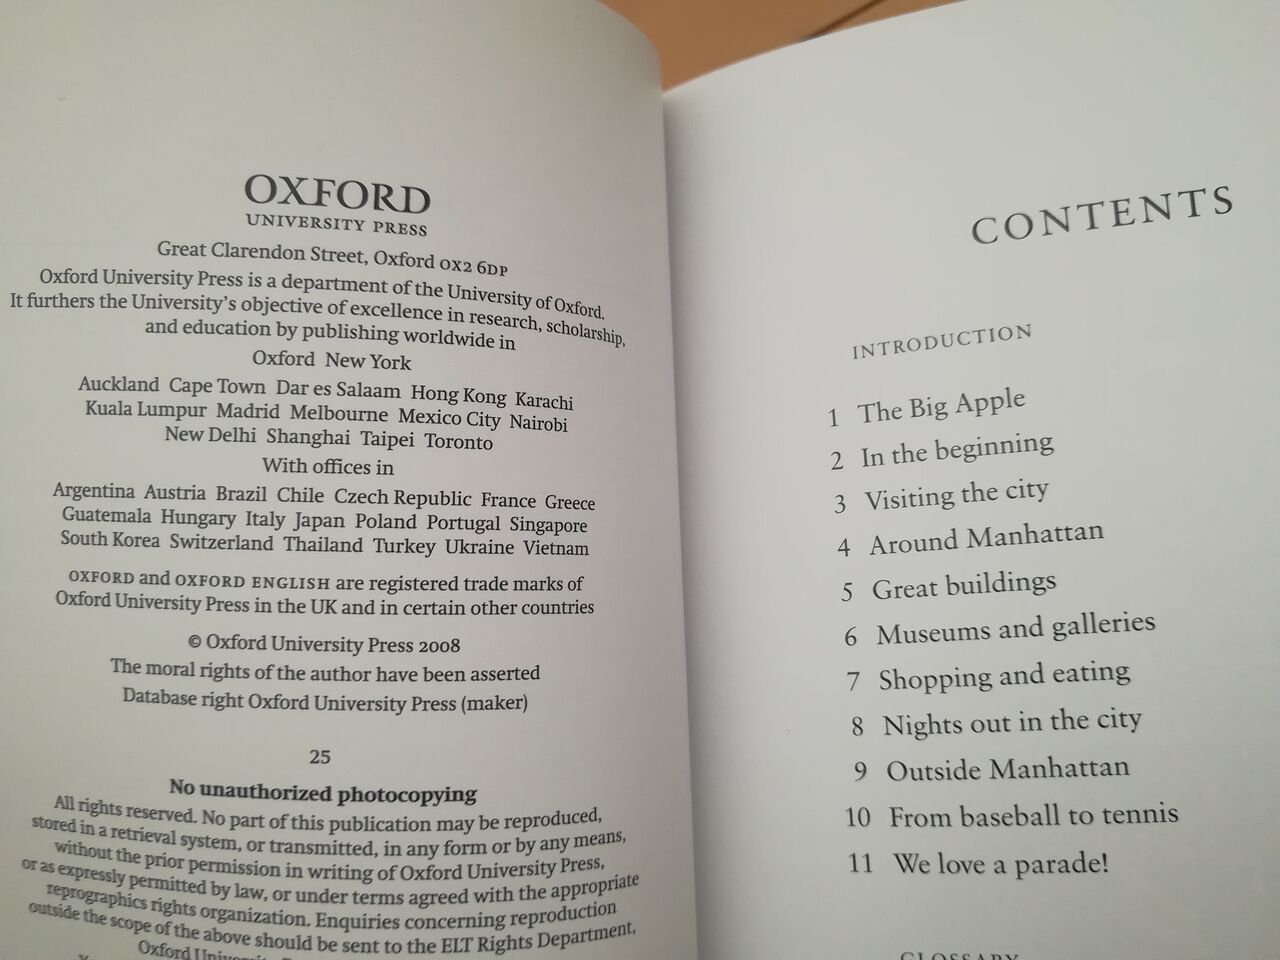 OXFORD
UNIVERSITY PRESS
Great Clarendon Street, Oxford OX2 6DP
Oxford University Press is a department of the University of Oxford.
It furthers the University's objective of excellence in research, scholarship,
and education by publishing worldwide in
Oxford New York
Auckland Cape Town Dar es Salaam Hong Kong Karachi
Kuala Lumpur Madrid Melbourne Mexico City Nairobi
New Delhi Shanghai Taipei Toronto
With offices in
Argentina Austria Brazil Chile Czech Republic France Greece
Guatemala Hungary Italy Japan Poland Portugal Singapore
South Korea Switzerland Thailand Turkey Ukraine Vietnam
OXFORD and OXFORD ENGLISH are registered trade marks of
Oxford University Press in the UK and in certain other countries
© Oxford University Press 2008
The moral rights of the author have been asserted
Database right Oxford University Press (maker)
25
No unauthorized photocopying
All rights reserved. No part of this publication may be reproduced,
stored in a retrieval system, or transmitted, in any form or by any means,
without the prior permission in writing of Oxford University Press,
or as expressly permitted by law, or under terms agreed with the appropriate
reprographics rights organization. Enquiries concerning reproduction
outside the scope of the above should be sent to the ELT Rights Department,
Oxford
CONTENTS
INTRODUCTION
1 The Big Apple
2 In the beginning
3 Visiting the city
4 Around Manhattan
5 Great buildings
6 Museums and galleries
7 Shopping and eating
8 Nights out in the city
9 Outside Manhattan
10 From baseball to tennis
11 We love a parade!
GLOSSARY